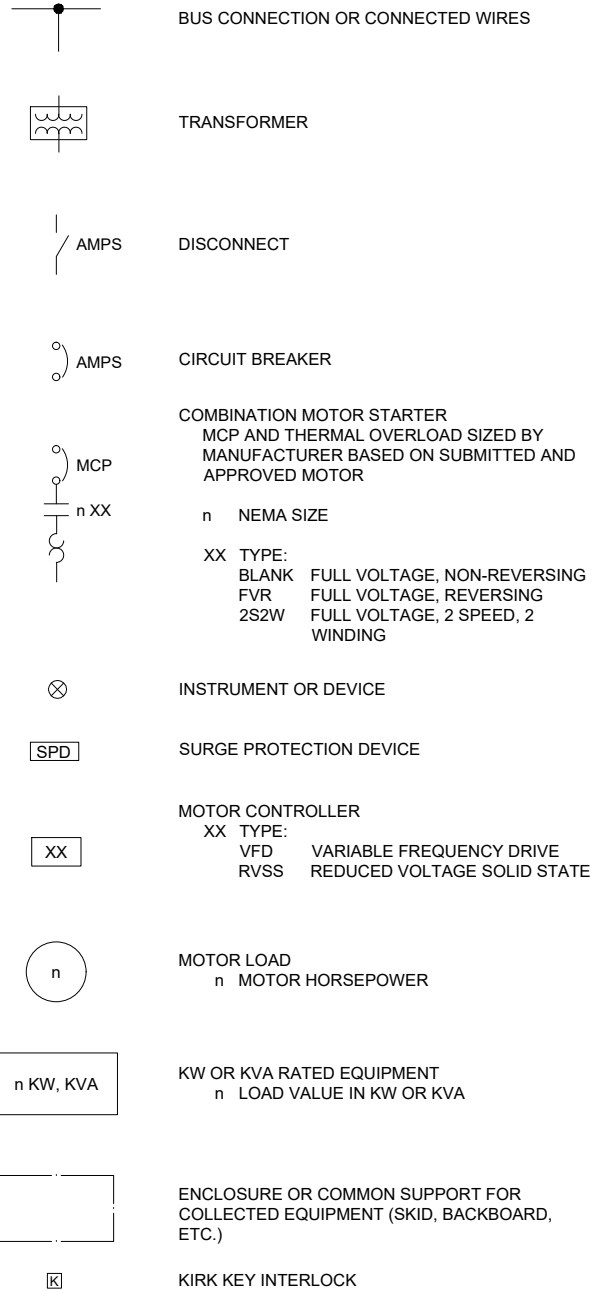 BUS CONNECTION OR CONNECTED WIRES
TRANSFORMER
AMPS DISCONNECT
AMPS CIRCUIT BREAKER
COMBINATION MOTOR STARTER
MCP AND THERMAL OVERLOAD SIZED BY
MCP MANUFACTURER BASED ON SUBMITTED AND
APPROVED MOTOR
n XX n NEMA SIZE
XX TYPE:
BLANK FULL VOLTAGE, NON-REVERSING
FVR FULL VOLTAGE, REVERSING
2S2W FULL VOLTAGE, 2 SPEED, 2
WINDING
INSTRUMENT OR DEVICE
SPD SURGE PROTECTION DEVICE
MOTOR CONTROLLER
XX TYPE:
XX VFD VARIABLE FREQUENCY DRIVE
RVSS REDUCED VOLTAGE SOLID STATE
n MOTOR LOAD
n MOTOR HORSEPOWER
n KW, KVA KW OR KVA RATED EQUIPMENT
n LOAD VALUE IN KW OR KVA
ENCLOSURE OR COMMON SUPPORT FOR
COLLECTED EQUIPMENT (SKID, BACKBOARD,
ETC.)
K KIRK KEY INTERLOCK